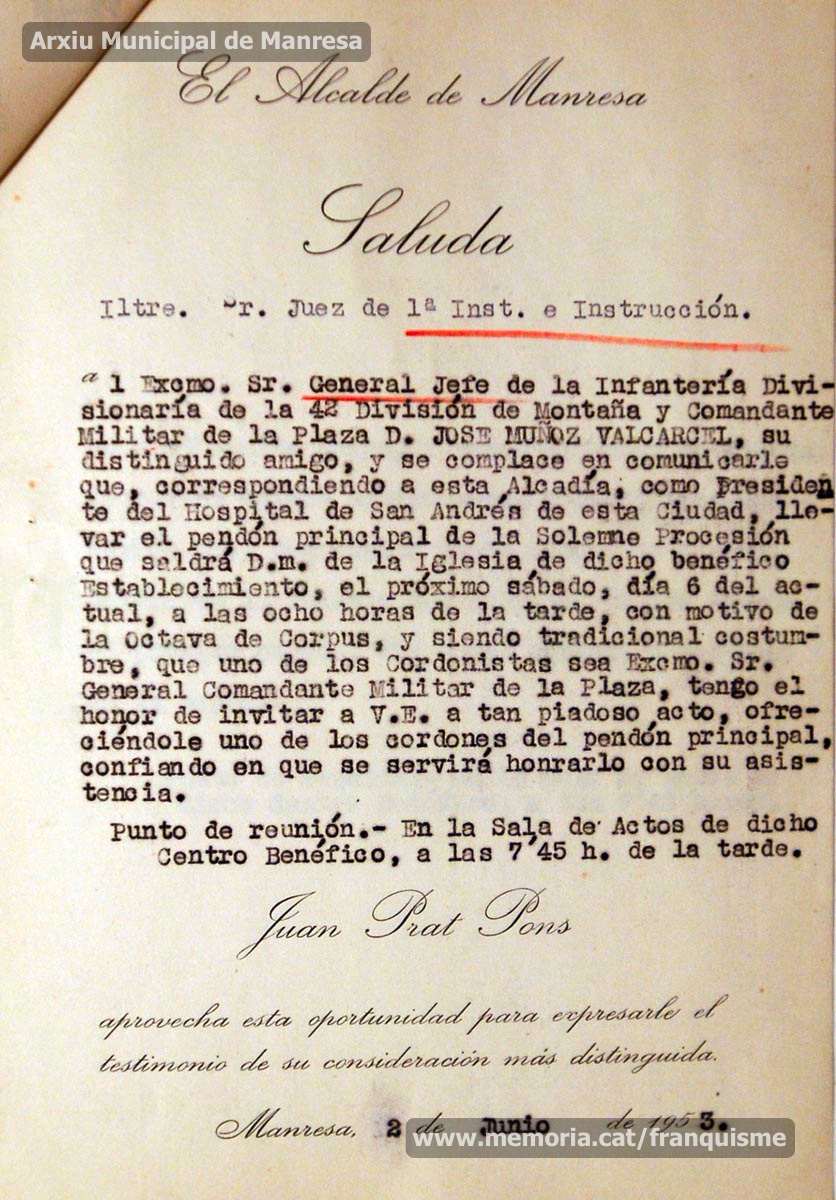 Arxiu Municipal de Manresa
El Alcalde de Manresa
Saluda
Iltre. Sr. Juez de 1ª Inst. e Instrucción.
al Excmo. Sr. General Jefe de la Infantería Divi-
sionaría de la 42 División de Montaña y Comandante
Militar de la Plaza D. JOSE MUÑOZ VALCARCEL, su
distinguido amigo, y se complace en comunicarle
que, correspondiendo a esta Alcadía, como Presiden
te del Hospital de San Andrés de esta Ciudad, lle-
var el pendón principal de la Solemne Procesión
que saldrá D.m. de la Iglesia de dicho benéfico
Establecimiento, el próximo sábado, día 6 del ac-
tual, a las ocho horas de la tarde, con motivo de
la Octava de Corpus, y siendo tradicional costum-
bre, que uno de los Cordonistas sea Excmo. Sr.
General Comandante Militar de la Plaza, tengo el
honor de invitar a V.E. a tan piadoso acto, ofre-
ciéndole uno de los cordones del pendón principal,
confiando en que se servirá honrarlo con su asis-
tencia.
Punto de reunión.- En la Sala de Actos de dicho
Centro Benéfico, a las 7'45 h. de la tarde.
Juan Prat Pons
aprovecha esta oportunidad para expresarle el
testimonio de su consideración más distinguida.
Manresa, 2 de Junio de 1953.
www.memoria.cat/franquisme